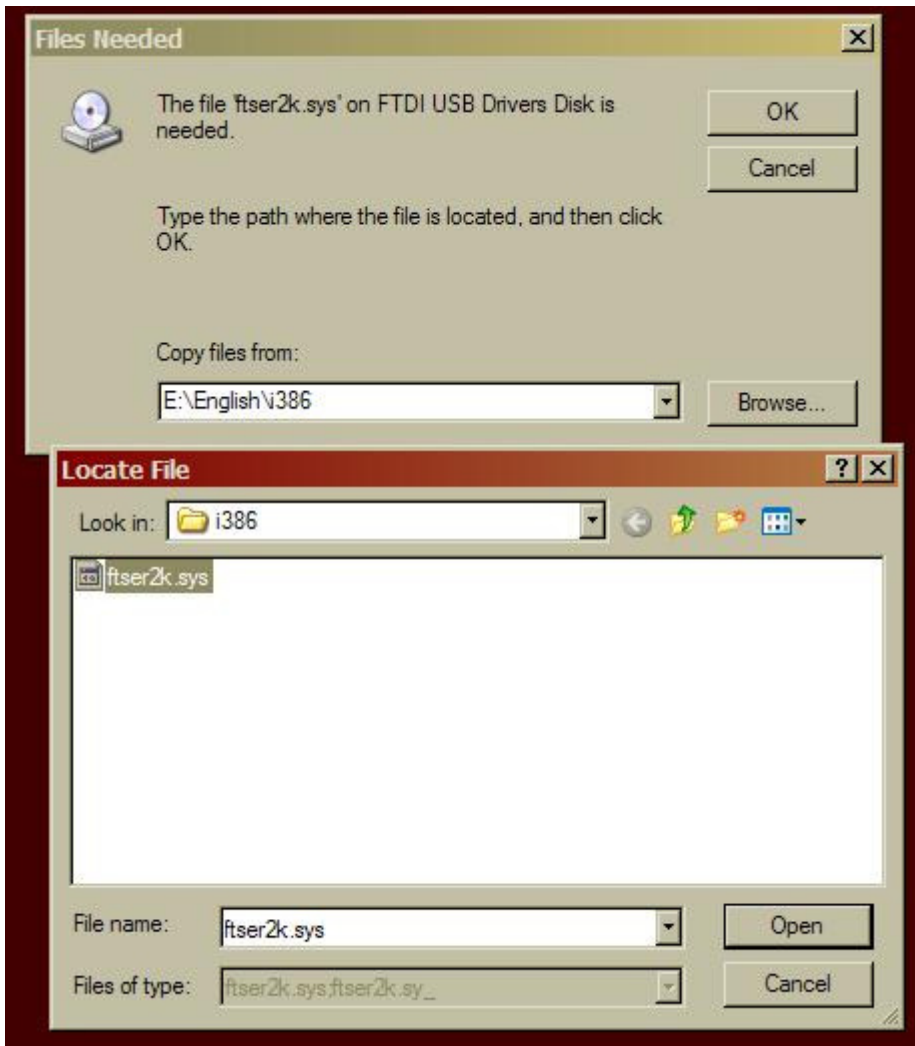 Files Needed
The file 'ftser2k.sys' on FTDI USB Drivers Disk is
needed.
OK
Cancel
Type the path where the file is located, and then click
OK.
Copy files from:
E:\English\i386
Browse...
Locate File
Look in: i386
ftser2k.sys
File name: ftser2k.sys
Open
Files of type: ftser2k.sys;ftser2k.sy_
Cancel